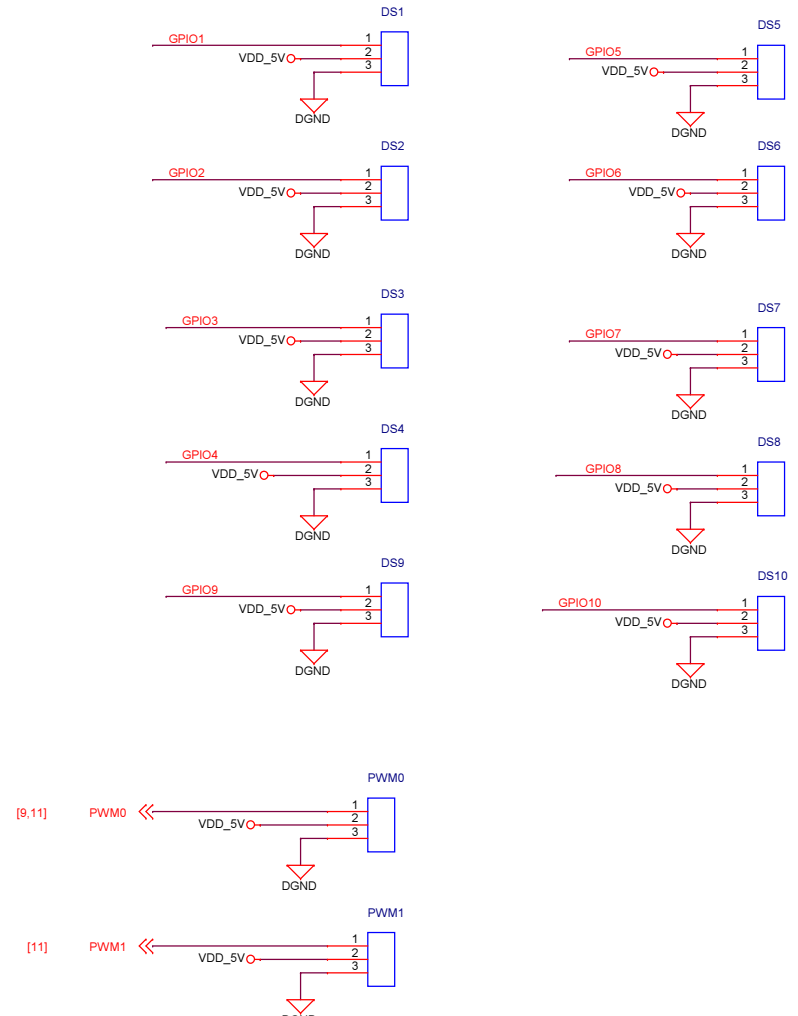 DS1
GPIO1
1
VDD_5V
2
3
DGND
DS5
GPIO5
1
VDD_5V
2
3
DGND
DS2
GPIO2
1
VDD_5V
2
3
DGND
DS6
GPIO6
1
VDD_5V
2
3
DGND
DS3
GPIO3
1
VDD_5V
2
3
DGND
DS7
GPIO7
1
VDD_5V
2
3
DGND
DS4
GPIO4
1
VDD_5V
2
3
DGND
DS8
GPIO8
1
VDD_5V
2
3
DGND
DS9
GPIO9
1
VDD_5V
2
3
DGND
DS10
GPIO10
1
VDD_5V
2
3
DGND
PWM0
[9,11] PWM0
1
VDD_5V
2
3
DGND
PWM1
[11] PWM1
1
VDD_5V
2
3